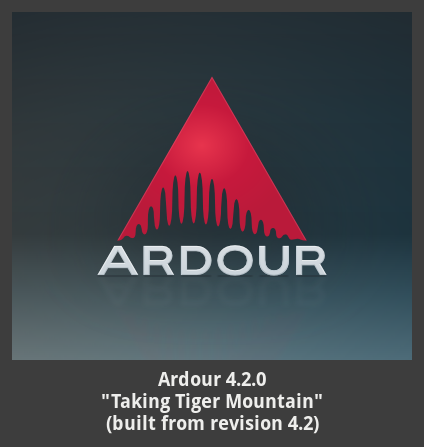 ARDOUR
Ardour 4.2.0
"Taking Tiger Mountain"
(built from revision 4.2)